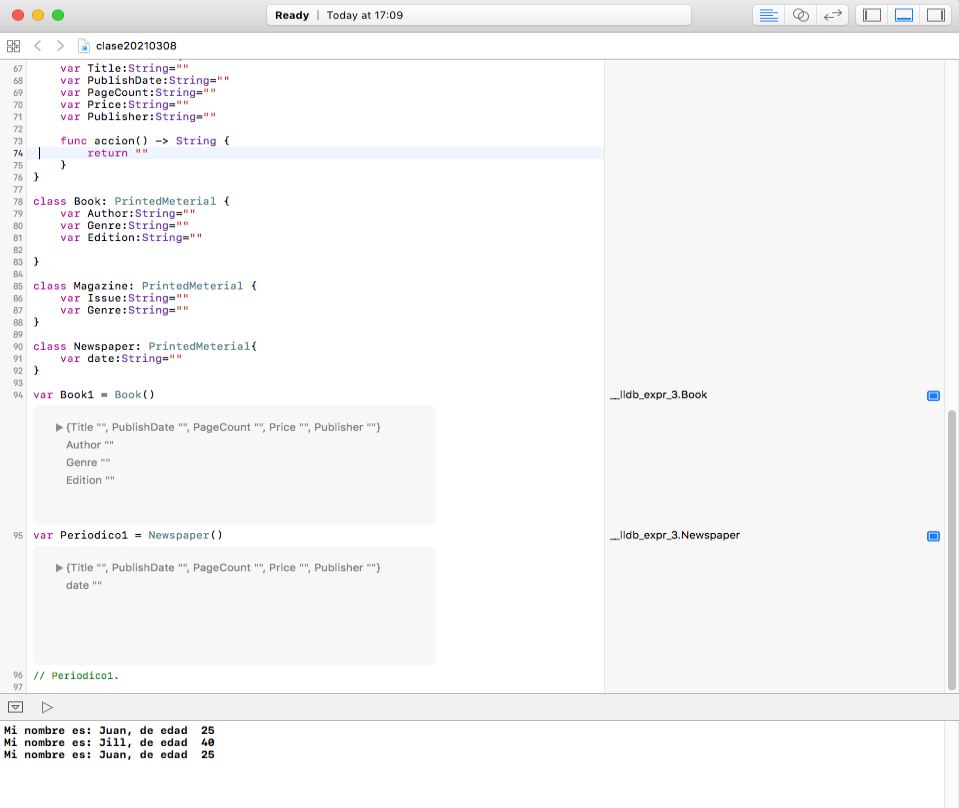 Ready | Today at 17:09
clase20210308
67 var Title:String=""
68 var PublishDate:String=""
69 var PageCount:String=""
70 var Price:String=""
71 var Publisher:String=""
72
73 func accion() -> String {
74 return ""
75 }
76 }
77
78 class Book: PrintedMeterial {
79 var Author:String=""
80 var Genre:String=""
81 var Edition:String=""
82
83 }
84
85 class Magazine: PrintedMeterial {
86 var Issue:String=""
87 var Genre:String=""
88 }
89
90 class Newspaper: PrintedMeterial{
91 var date:String=""
92 }
93
94 var Book1 = Book() __lldb_expr_3.Book
{Title "", PublishDate "", PageCount "", Price "", Publisher ""}
Author ""
Genre ""
Edition ""
95 var Periodico1 = Newspaper() __lldb_expr_3.Newspaper
{Title "", PublishDate "", PageCount "", Price "", Publisher ""}
date ""
96 // Periodico1.
97
Mi nombre es: Juan, de edad  25
Mi nombre es: Jill, de edad  40
Mi nombre es: Juan, de edad  25